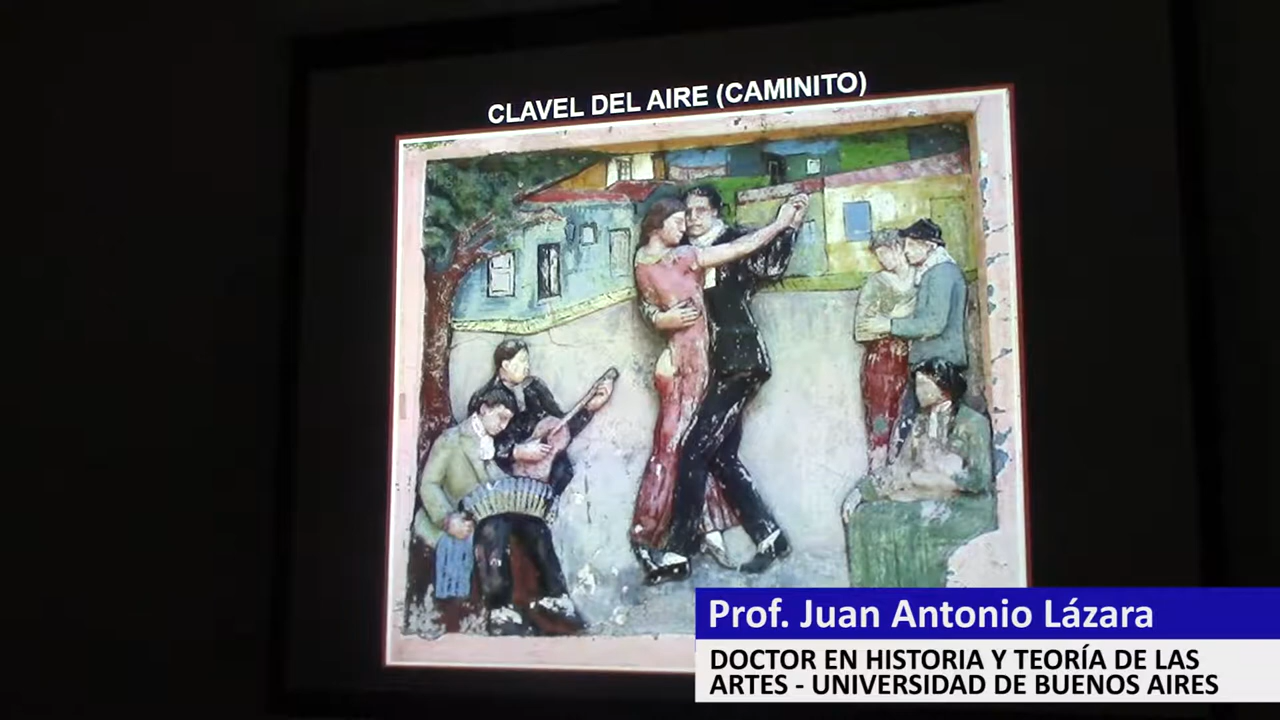 CLAVEL DEL AIRE (CAMINITO)
Prof. Juan Antonio Lázara
DOCTOR EN HISTORIA Y TEORÍA DE LAS
ARTES - UNIVERSIDAD DE BUENOS AIRES